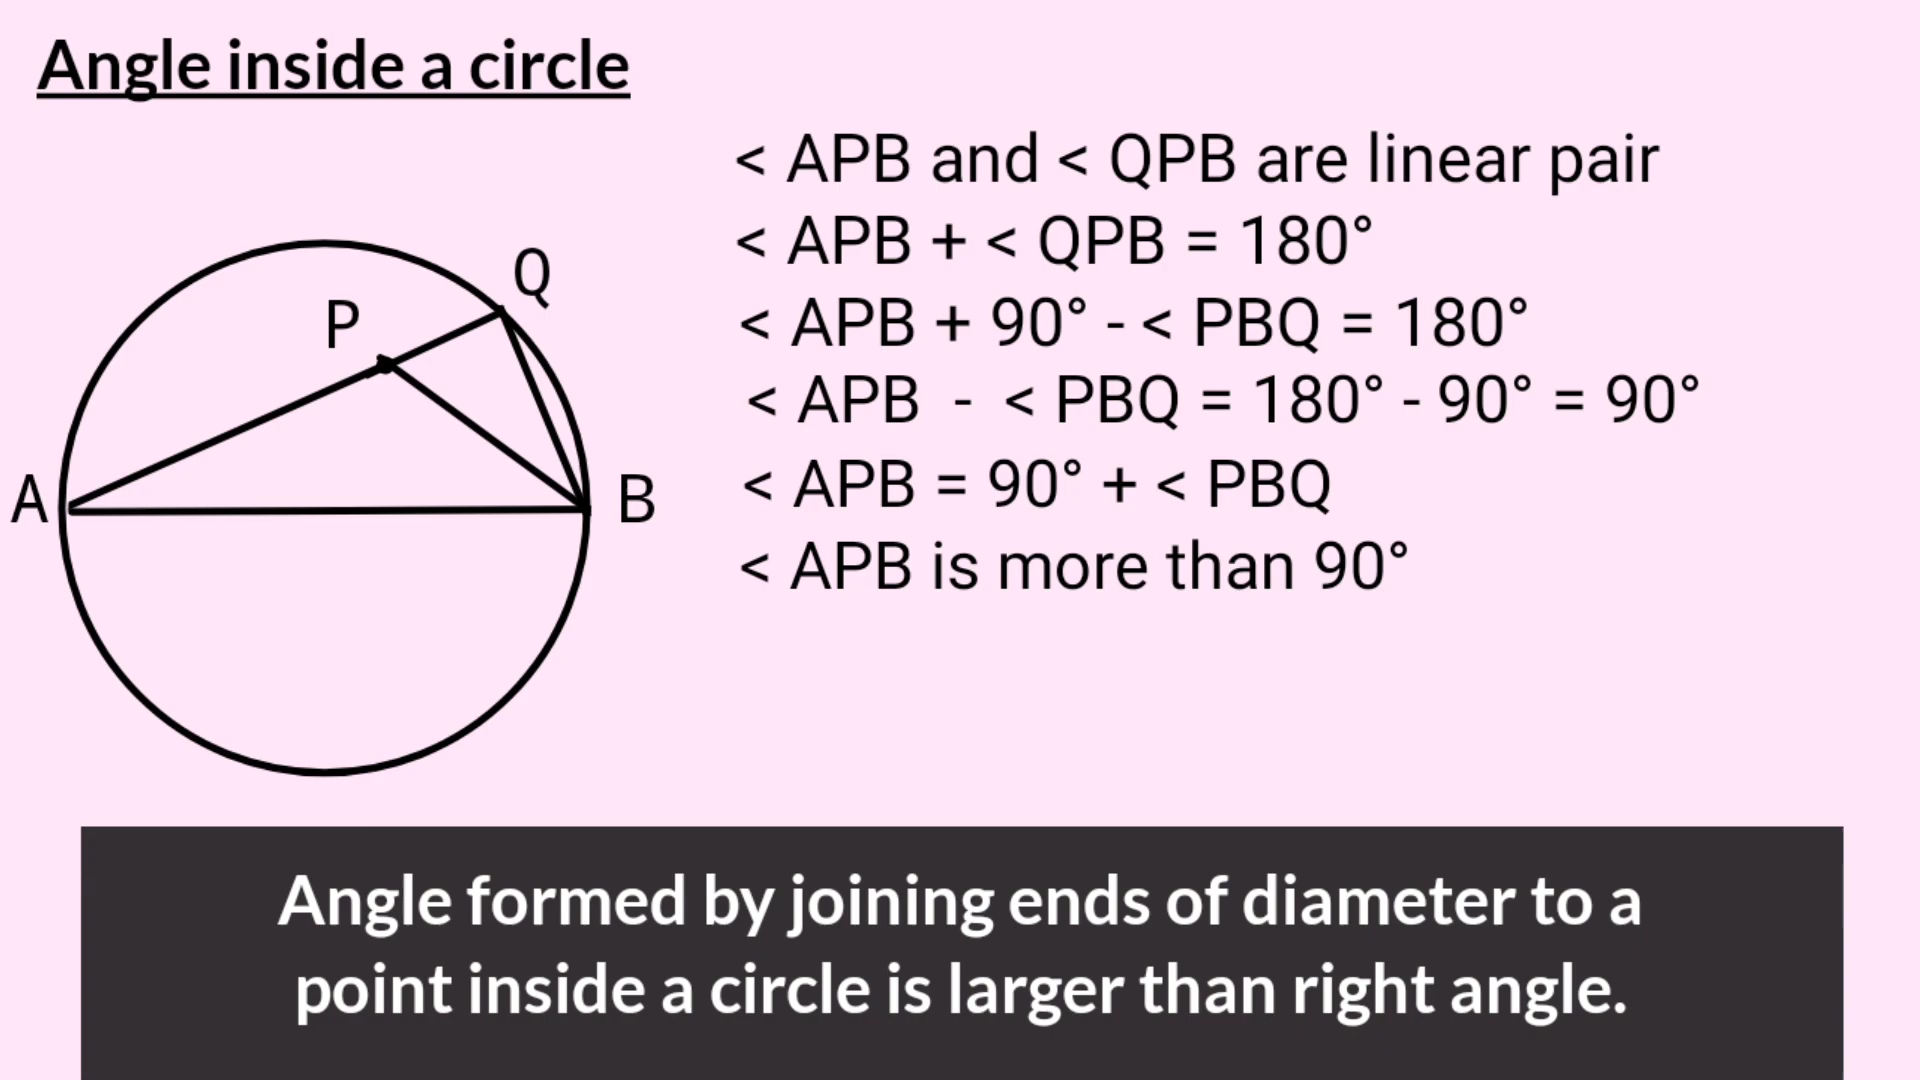 Angle inside a circle
< APB and < QPB are linear pair
< APB + < QPB = 180°
< APB + 90° - < PBQ = 180°
< APB - < PBQ = 180° - 90° = 90°
< APB = 90° + < PBQ
< APB is more than 90°
Q
P
A
B
Angle formed by joining ends of diameter to a
point inside a circle is larger than right angle.